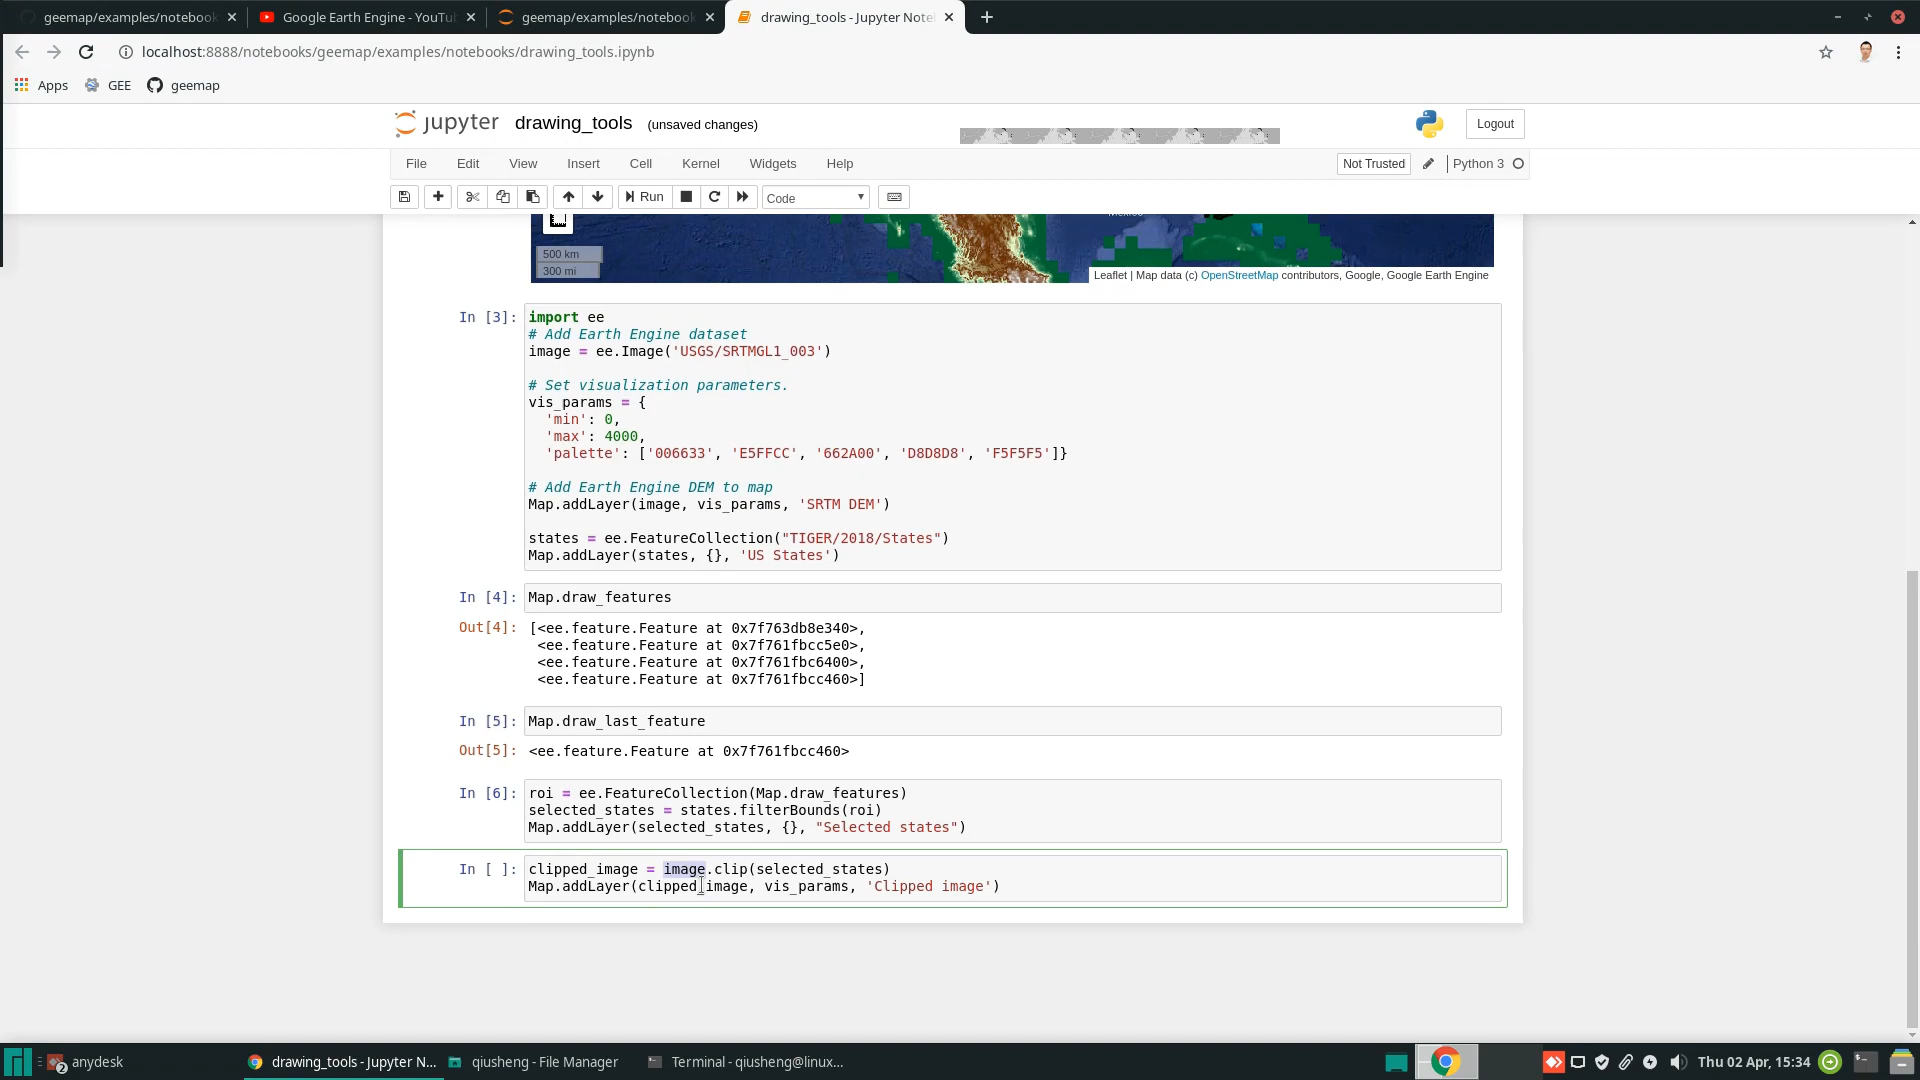 geemap/examples/notebook
Google Earth Engine - YouTu
geemap/examples/notebook
drawing_tools - Jupyter Note
localhost:8888/notebooks/geemap/examples/notebooks/drawing_tools.ipynb
Apps
GEE
geemap
jupyter
drawing_tools
(unsaved changes)
Logout
File
Edit
View
Insert
Cell
Kernel
Widgets
Help
Not Trusted
Python 3
Run
Code
500 km
300 mi
Leaflet | Map data (c) OpenStreetMap contributors, Google, Google Earth Engine
In [3]:
import ee
# Add Earth Engine dataset
image = ee.Image('USGS/SRTMGL1_003')
# Set visualization parameters.
vis_params = {
'min': 0,
'max': 4000,
'palette': ['006633', 'E5FFCC', '662A00', 'D8D8D8', 'F5F5F5']}
# Add Earth Engine DEM to map
Map.addLayer(image, vis_params, 'SRTM DEM')
states = ee.FeatureCollection("TIGER/2018/States")
Map.addLayer(states, {}, 'US States')
In [4]:
Map.draw_features
Out[4]:
[<ee.feature.Feature at 0x7f763db8e340>,
<ee.feature.Feature at 0x7f761fbcc5e0>,
<ee.feature.Feature at 0x7f761fbc6400>,
<ee.feature.Feature at 0x7f761fbcc460>]
In [5]:
Map.draw_last_feature
Out[5]:
<ee.feature.Feature at 0x7f761fbcc460>
In [6]:
roi = ee.FeatureCollection(Map.draw_features)
selected_states = states.filterBounds(roi)
Map.addLayer(selected_states, {}, "Selected states")
In [ ]:
clipped_image = image.clip(selected_states)
Map.addLayer(clipped_image, vis_params, 'Clipped image')
2
anydesk
drawing_tools - Jupyter N...
qiusheng - File Manager
Terminal - qiusheng@linux...
Thu 02 Apr, 15:34